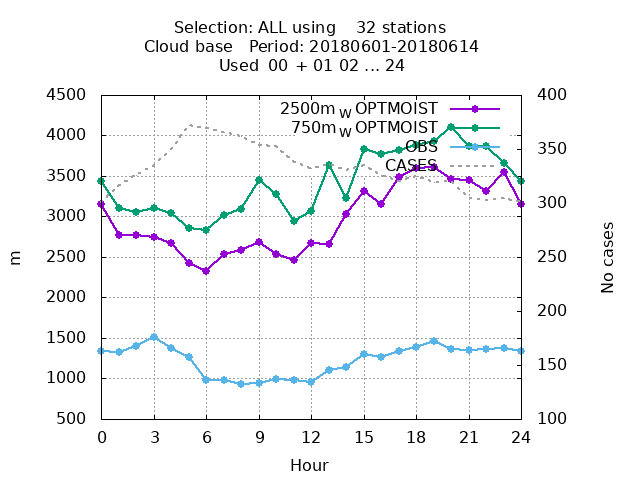 Selection: ALL using    32 stations
Cloud base   Period: 20180601-20180614
Used  00  + 01 02 ... 24
4500
4000
3500
3000
2500
2000
1500
1000
500
400
350
300
250
200
150
100
2500m W OPTMOIST
750m W OPTMOIST
OBS
CASES
m
No cases
0 3 6 9 12 15 18 21 24
Hour